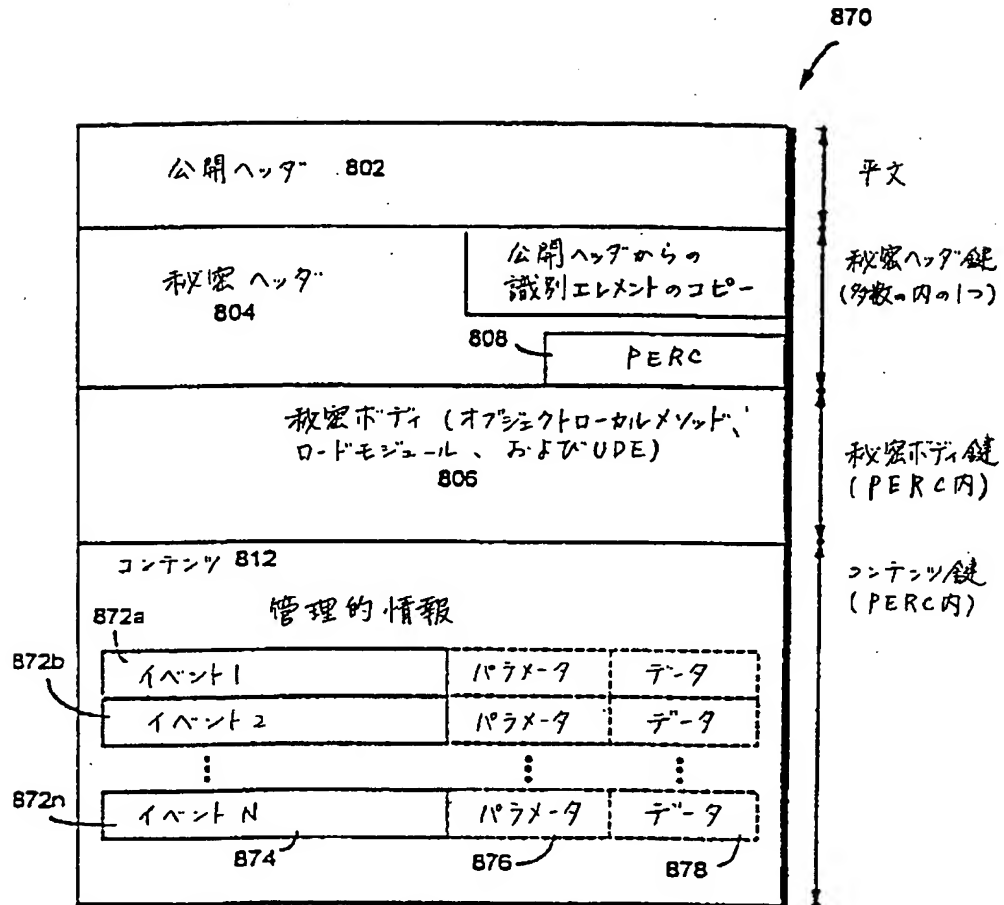 870
公開ヘッダ 802
平文
秘密ヘッダ
804
公開ヘッダからの
識別エレメントのコピー
秘密ヘッダ鍵
(多数の内の1つ)
808
PERC
秘密ボディ (オブジェクトローカルメソッド、
ロードモジュール、およびUDE)
806
秘密ボディ鍵
(PERC内)
コンテンツ 812
コンテンツ鍵
(PERC内)
管理的情報
872a
872b
イベント1 パラメータ データ
イベント2 パラメータ データ
872n
イベントN パラメータ データ
874
876
878